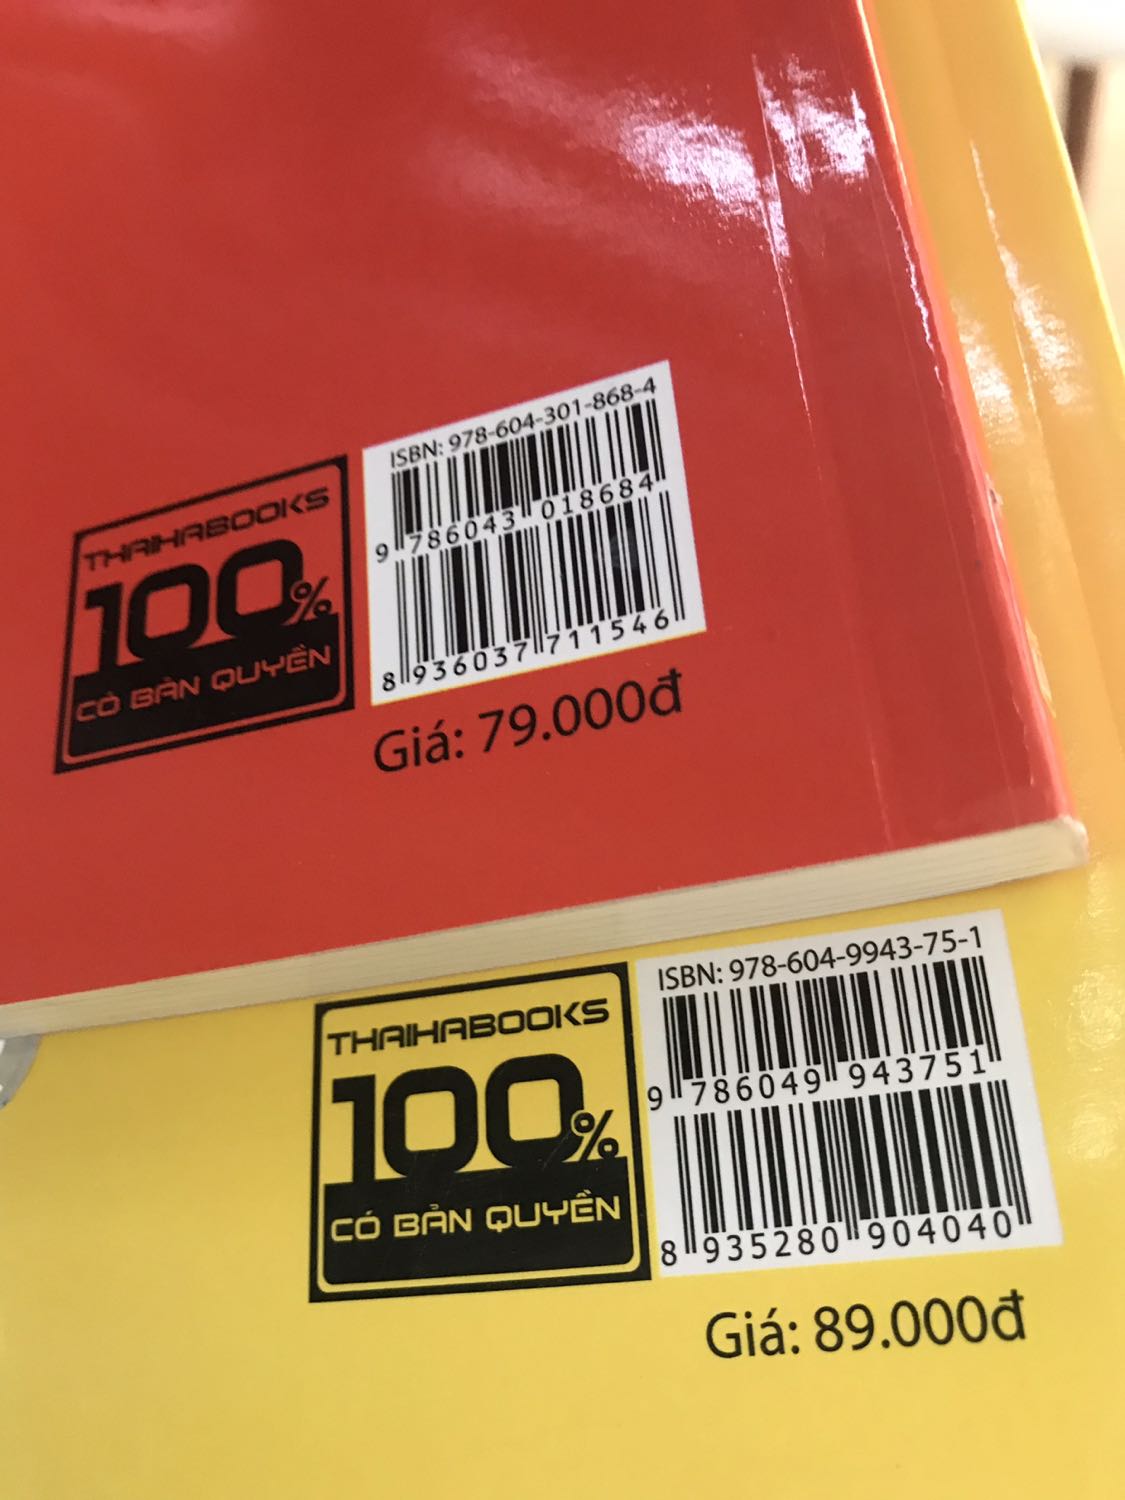 THAIHABOOKS
100%
CÓ BẢN QUYỀN
ISBN: 978-604-301-868-4
9 786043 018684
8 936037 711546
Giá: 79.000đ
THAIHABOOKS
100%
CÓ BẢN QUYỀN
ISBN: 978-604-9943-75-1
9 786049 943751
8 935280 904040
Giá: 89.000đ